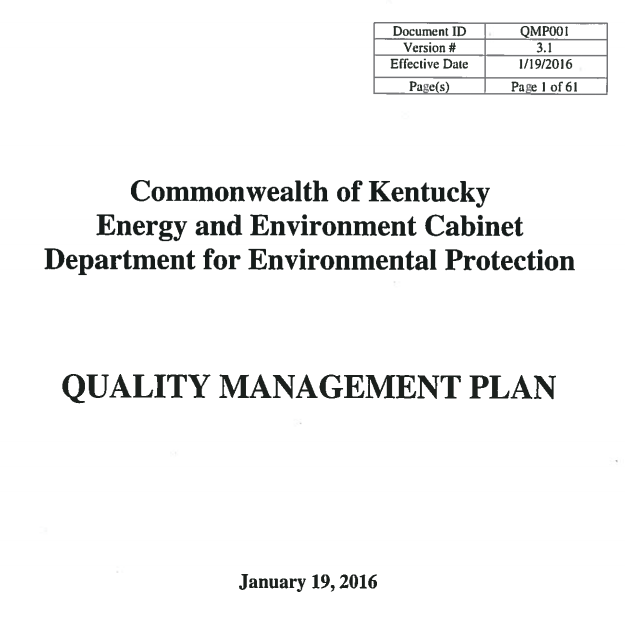 Document ID QMP001
Version # 3.1
Effective Date 1/19/2016
Page(s) Page 1 of 61
Commonwealth of Kentucky
Energy and Environment Cabinet
Department for Environmental Protection
QUALITY MANAGEMENT PLAN
January 19, 2016